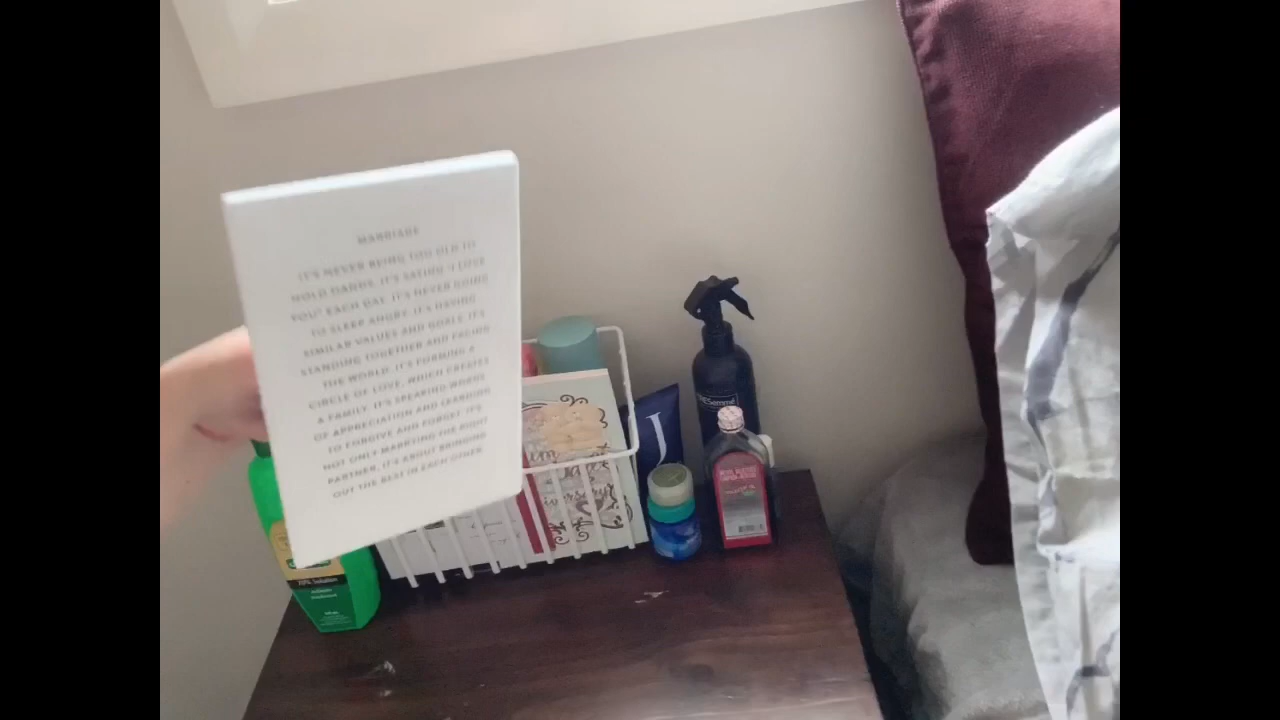 MARRIAGE
IT'S NEVER BEING TOO OLD TO
HOLD HANDS. IT'S SAYING "I LOVE
YOU" EACH DAY. IT'S NEVER GOING
TO SLEEP ANGRY. IT'S HAVING
SIMILAR VALUES AND GOALS. IT'S
STANDING TOGETHER AND FACING
THE WORLD. IT'S FORMING A
CIRCLE OF LOVE, WHICH CREATES
A FAMILY. IT'S SPEAKING WORDS
OF APPRECIATION AND LEARNING
TO FORGIVE AND FORGET. IT'S
NOT ONLY MARRYING THE RIGHT
PARTNER, IT'S ABOUT BRINGING
OUT THE BEST IN EACH OTHER.
J
70% Solution